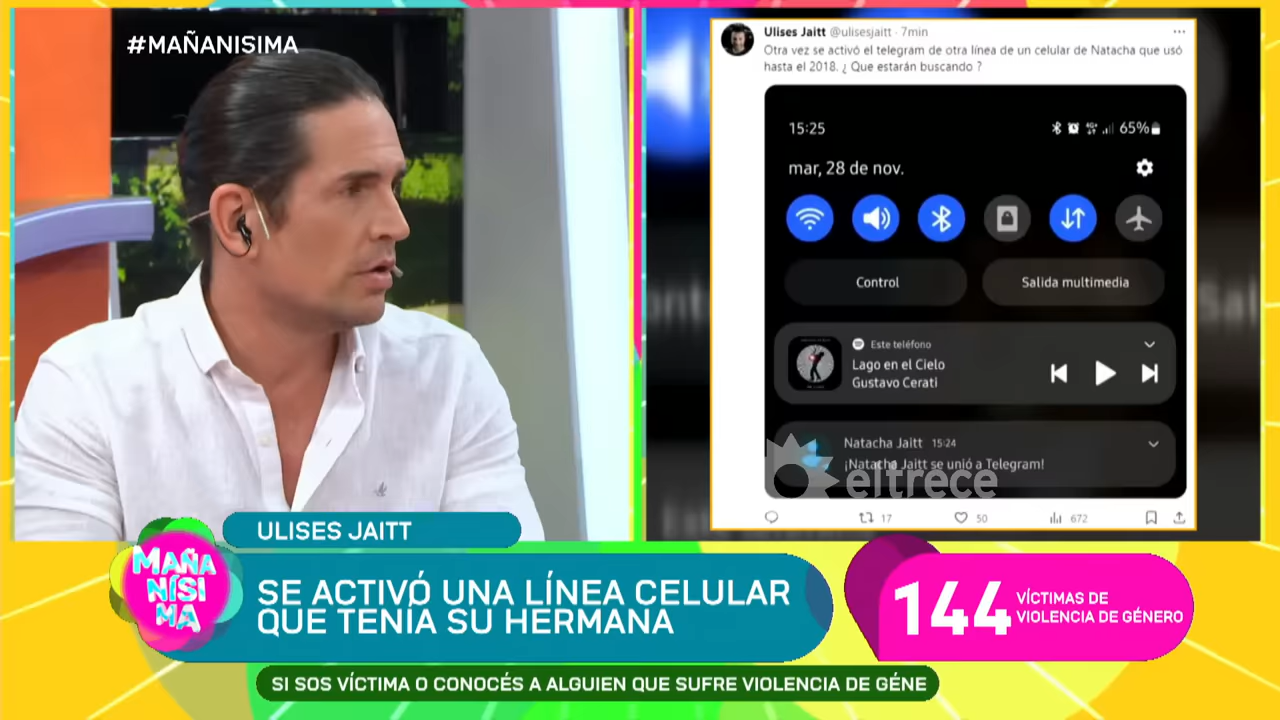 #MAÑANISIMA
Ulises Jaitt @ulisesjaitt · 7min
Otra vez se activó el telegram de otra línea de un celular de Natacha que usó
hasta el 2018. ¿ Que estarán buscando ?
15:25
65%
mar, 28 de nov.
Control
Salida multimedia
Este teléfono
Lago en el Cielo
Gustavo Cerati
Natacha Jaitt 15:24
¡Natacha Jaitt se unió a Telegram!
eltrece
17
50
672
ULISES JAITT
MAÑA
NÍSI
MA
SE ACTIVÓ UNA LÍNEA CELULAR
QUE TENÍA SU HERMANA
144
VÍCTIMAS DE
VIOLENCIA DE GÉNERO
SI SOS VÍCTIMA O CONOCÉS A ALGUIEN QUE SUFRE VIOLENCIA DE GÉNE